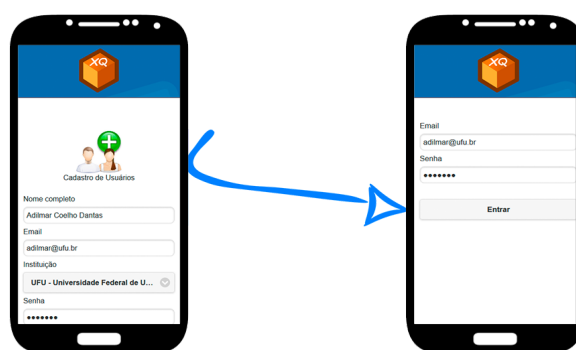 XQ
Cadastro de Usuários
Nome completo
Adilmar Coelho Dantas
Email
adilmar@ufu.br
Instituição
UFU - Universidade Federal de U...
Senha
•••••••
XQ
Email
adilmar@ufu.br
Senha
•••••••
Entrar